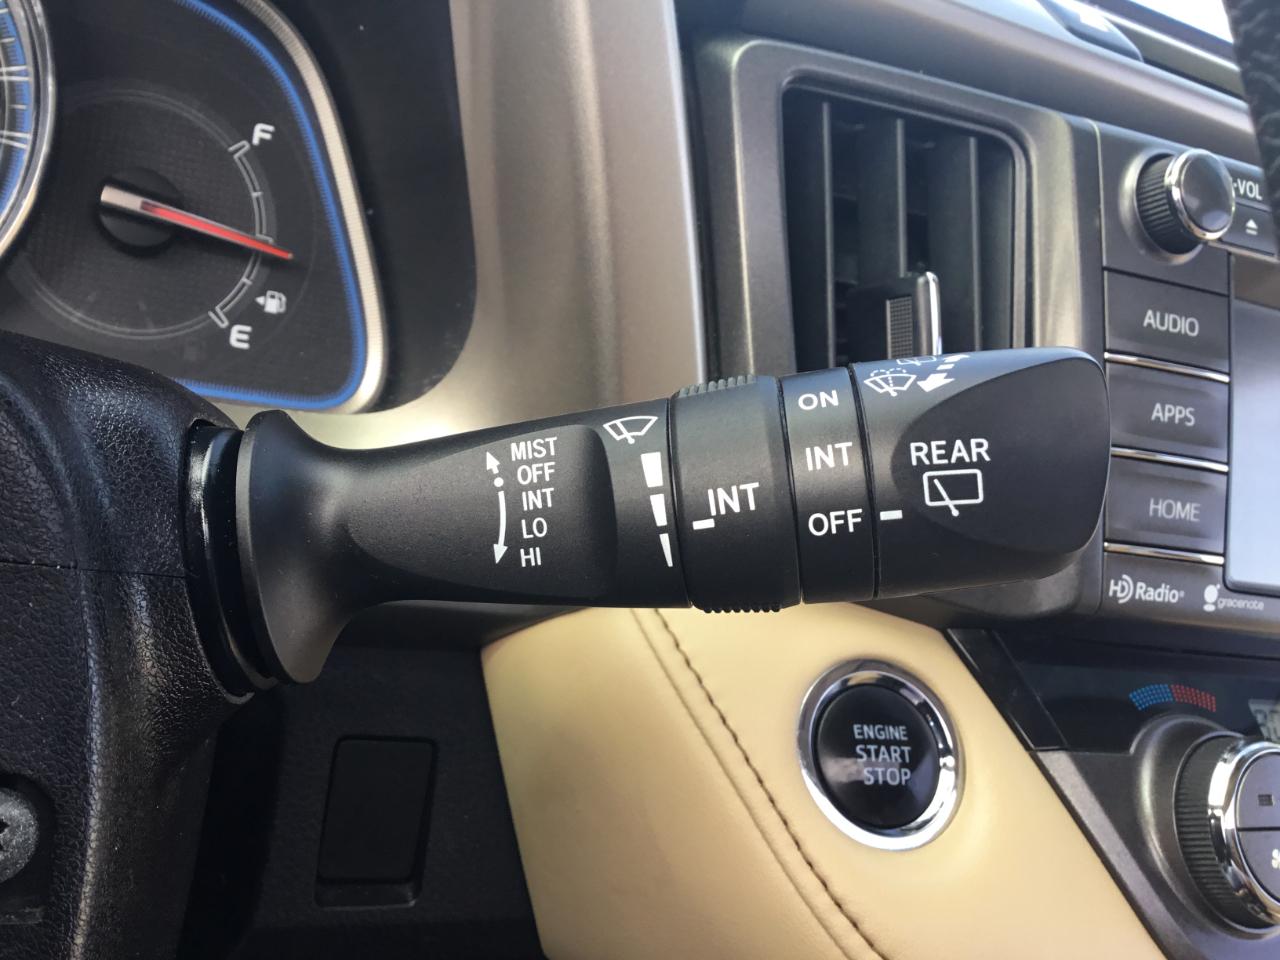 F
E
MIST
OFF
INT
LO
HI
INT
ON
INT
OFF
REAR
-VOL
AUDIO
APPS
HOME
HD Radio®
gracenote
ENGINE
START
STOP